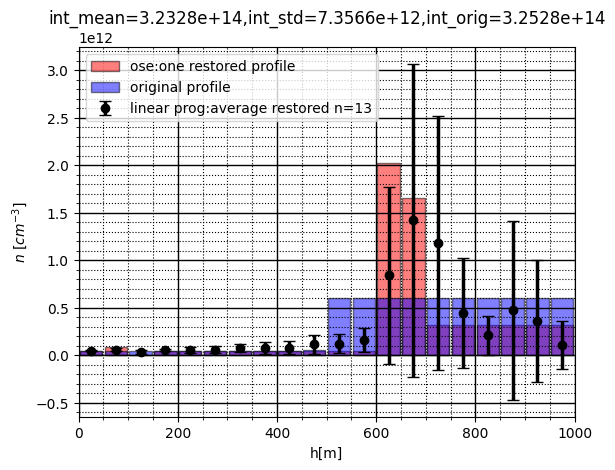 int_mean=3.2328e+14,int_std=7.3566e+12,int_orig=3.2528e+14
1e12
ose:one restored profile
original profile
linear prog:average restored n=13
n [cm⁻³]
3.0
2.5
2.0
1.5
1.0
0.5
0.0
−0.5
0 200 400 600 800 1000
h[m]